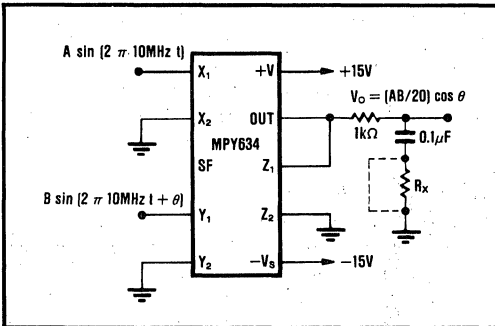 A sin (2 π 10MHz t)
X1
+V
+15V
X2
OUT
VO = (AB/20) cos θ
1kΩ
0.1μF
MPY634
SF
Z1
RX
B sin (2 π 10MHz t + θ)
Y1
Z2
Y2
−VS
−15V